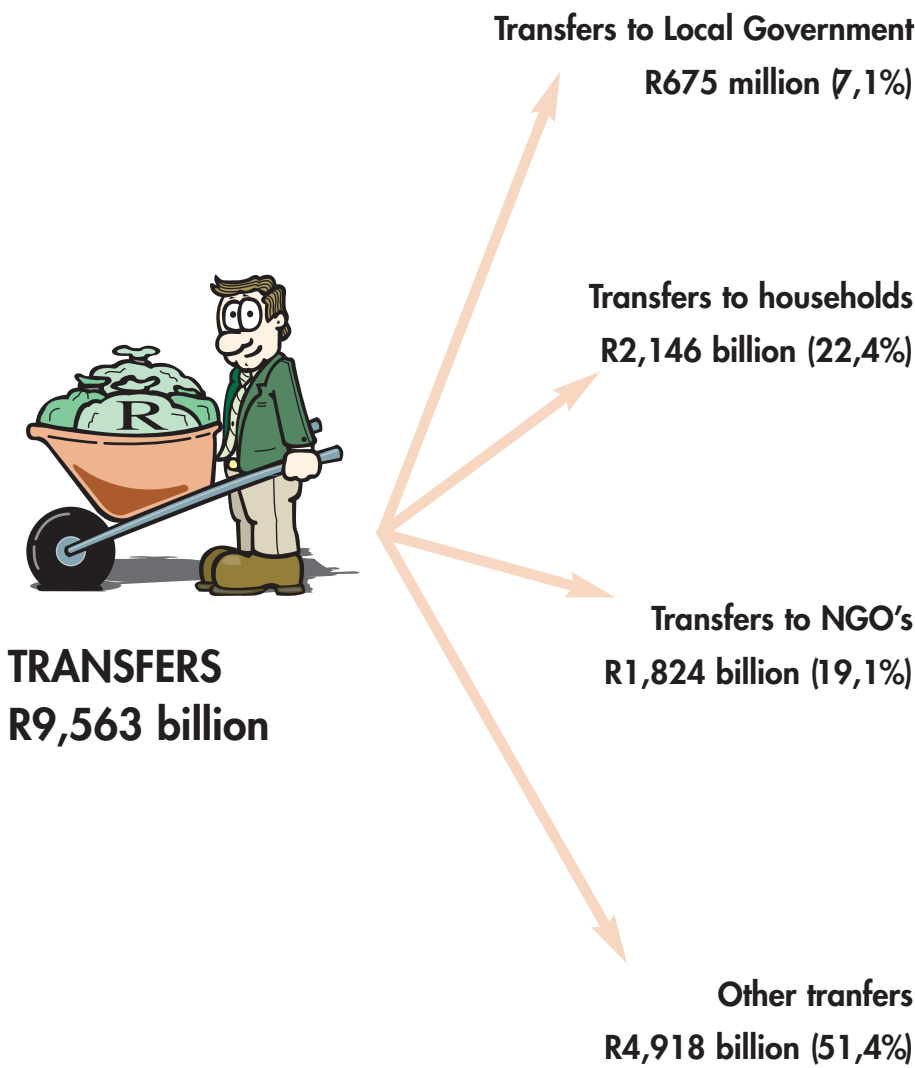 Transfers to Local Government
R675 million (7,1%)
Transfers to households
R2,146 billion (22,4%)
R
Transfers to NGO's
R1,824 billion (19,1%)
TRANSFERS
R9,563 billion
Other tranfers
R4,918 billion (51,4%)